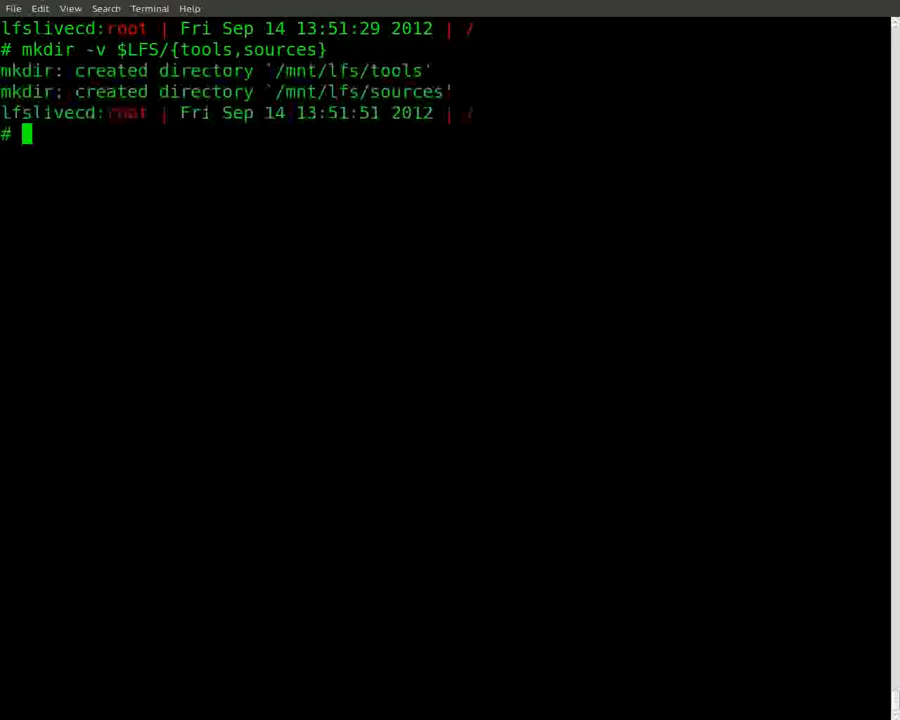 File Edit View Search Terminal Help
lfslivecd:root | Fri Sep 14 13:51:29 2012 | /
# mkdir -v $LFS/{tools,sources}
mkdir: created directory `/mnt/lfs/tools'
mkdir: created directory `/mnt/lfs/sources'
lfslivecd:root | Fri Sep 14 13:51:51 2012 | /
#